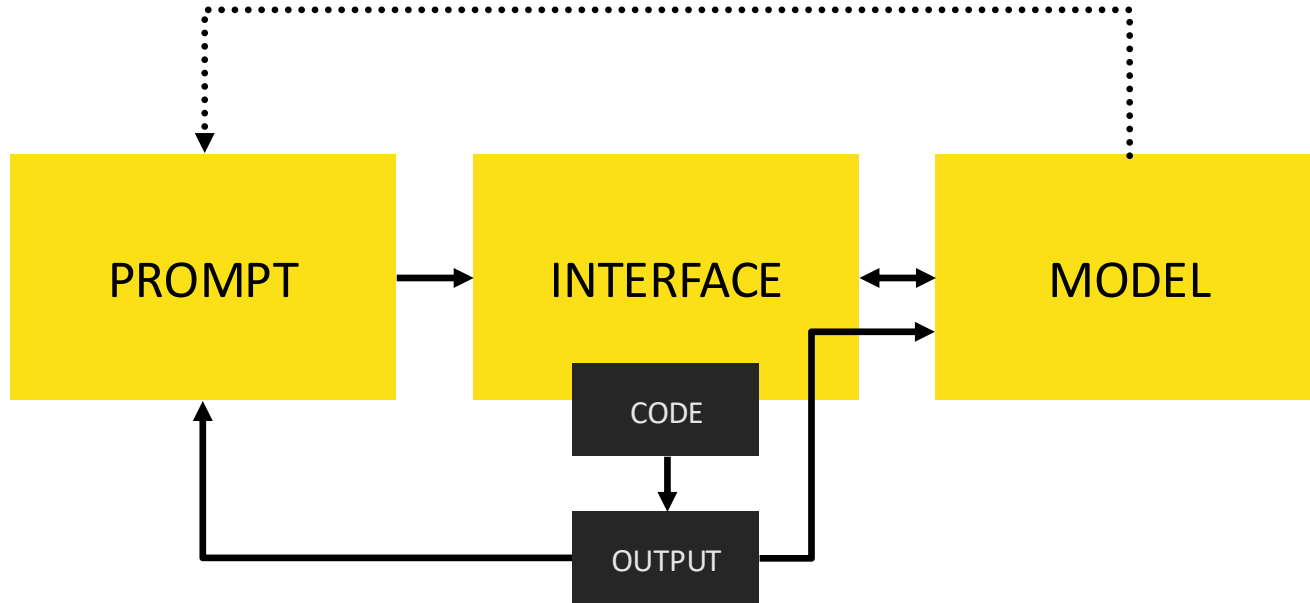 PROMPT
INTERFACE
MODEL
CODE
OUTPUT